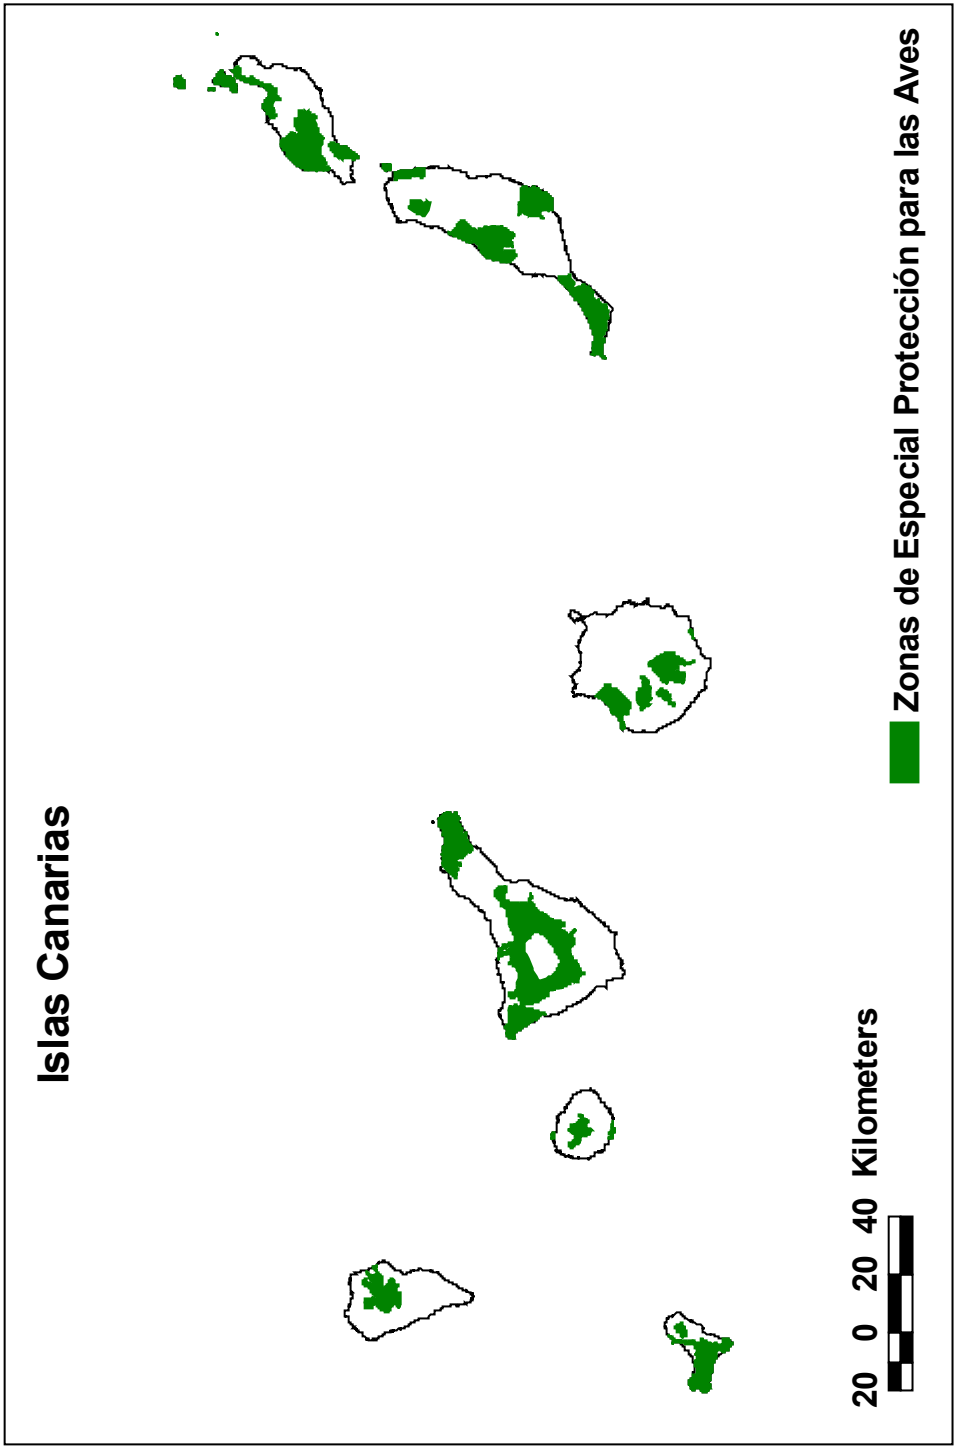 Islas Canarias
20 0 20 40 Kilometers
Zonas de Especial Protección para las Aves